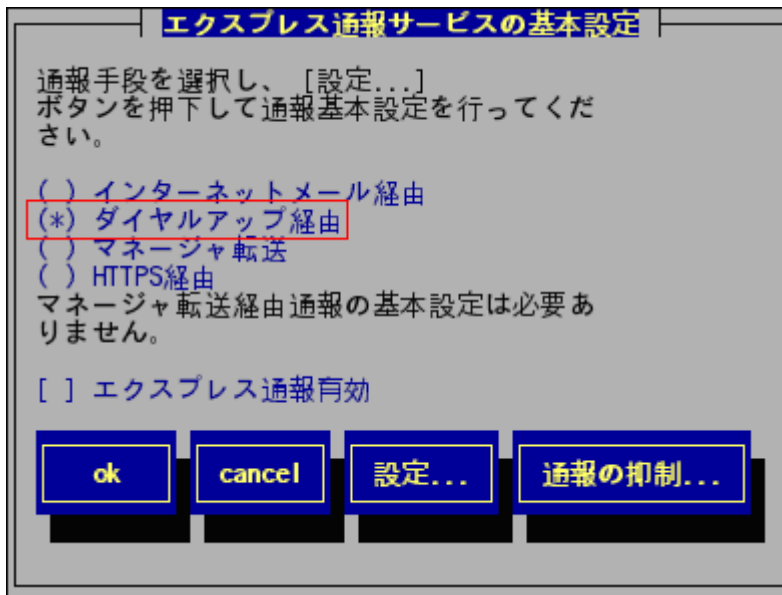 エクスプレス通報サービスの基本設定
通報手段を選択し、 [設定...]
ボタンを押下して通報基本設定を行ってくだ
さい。
( ) インターネットメール経由
(*) ダイヤルアップ経由
( ) マネージャ転送
( ) HTTPS経由
マネージャ転送経由通報の基本設定は必要あ
りません。
[ ] エクスプレス通報有効
ok cancel 設定... 通報の抑制...